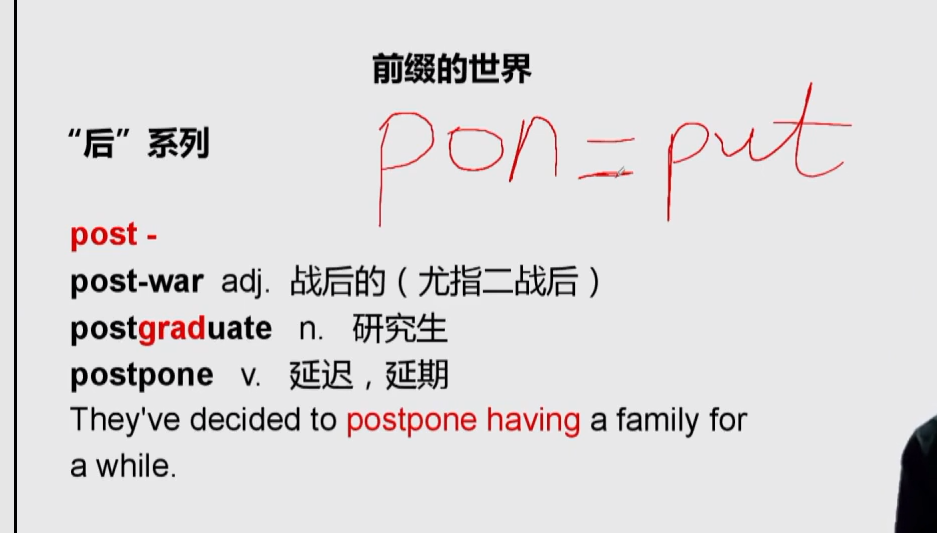 前缀的世界
pon=put
“后”系列
post -
post-war adj. 战后的（尤指二战后）
postgraduate n. 研究生
postpone v. 延迟，延期
They've decided to postpone having a family for
a while.